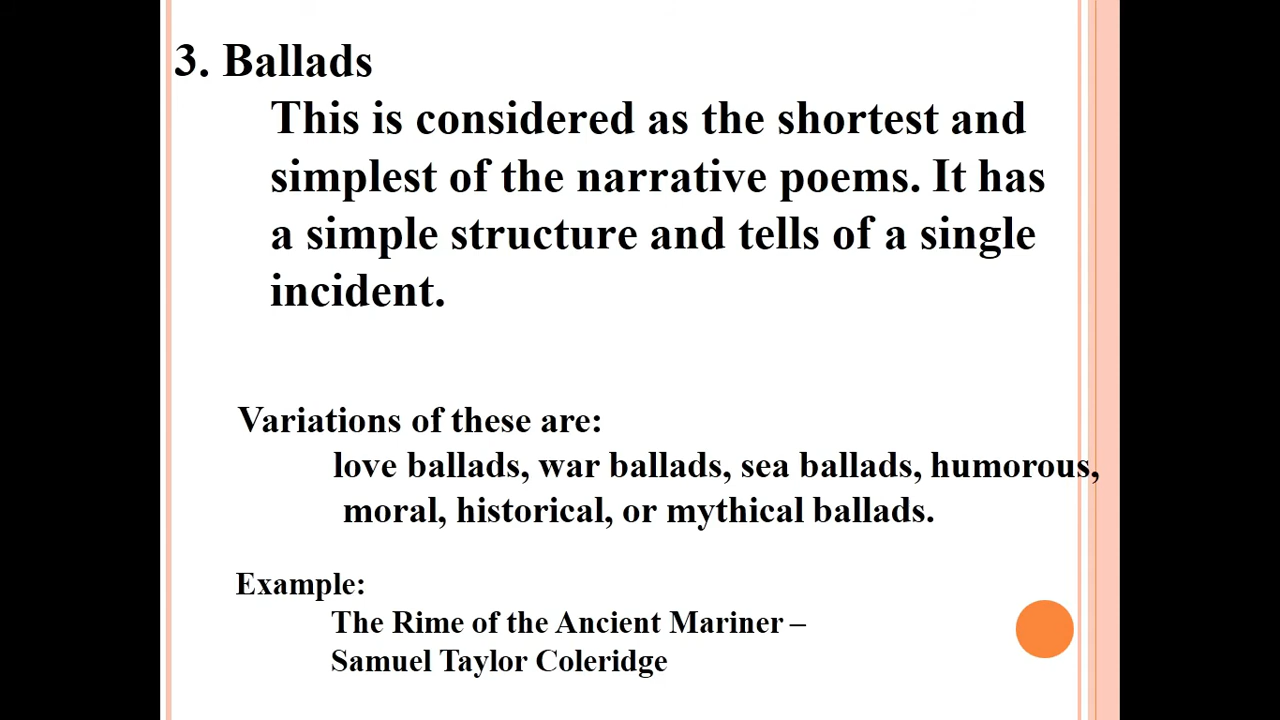 3. Ballads
This is considered as the shortest and
simplest of the narrative poems. It has
a simple structure and tells of a single
incident.
Variations of these are:
love ballads, war ballads, sea ballads, humorous,
moral, historical, or mythical ballads.
Example:
The Rime of the Ancient Mariner –
Samuel Taylor Coleridge